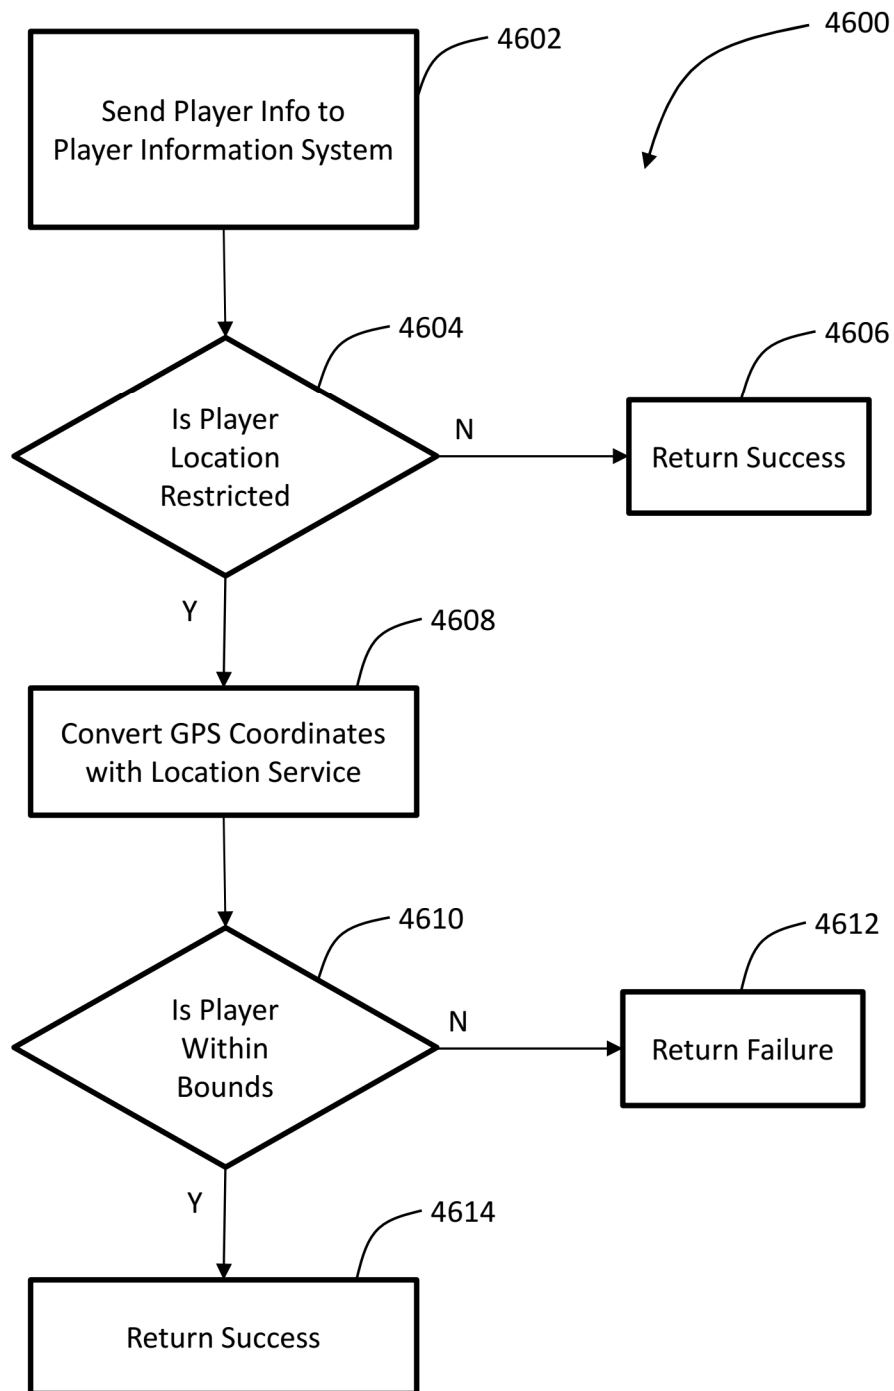 4600
4602
Send Player Info to
Player Information System
4604
Is Player
Location
Restricted
N
4606
Return Success
Y
4608
Convert GPS Coordinates
with Location Service
4610
Is Player
Within
Bounds
N
4612
Return Failure
Y
4614
Return Success